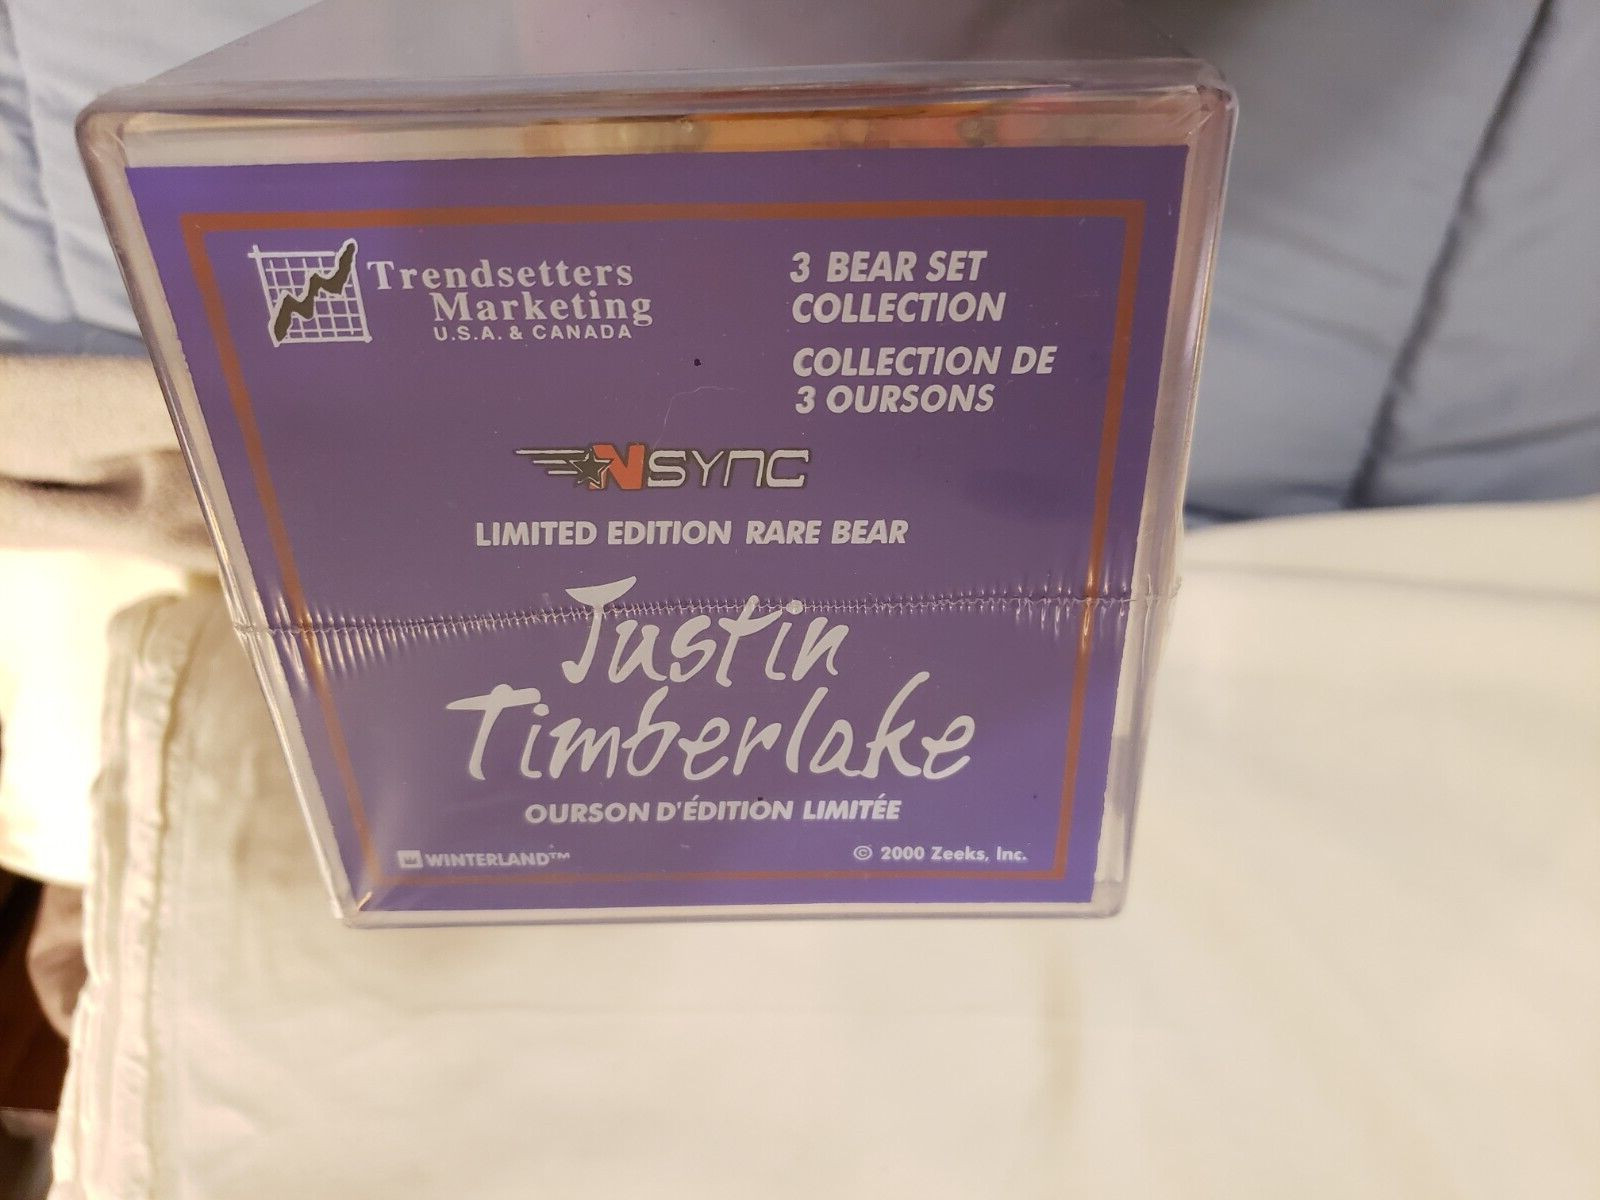 Trendsetters
Marketing
U.S.A. & CANADA
3 BEAR SET
COLLECTION
COLLECTION DE
3 OURSONS
NSYNC
LIMITED EDITION RARE BEAR
Justin
Timberlake
OURSON D'ÉDITION LIMITÉE
WINTERLAND™
© 2000 Zeeks, Inc.